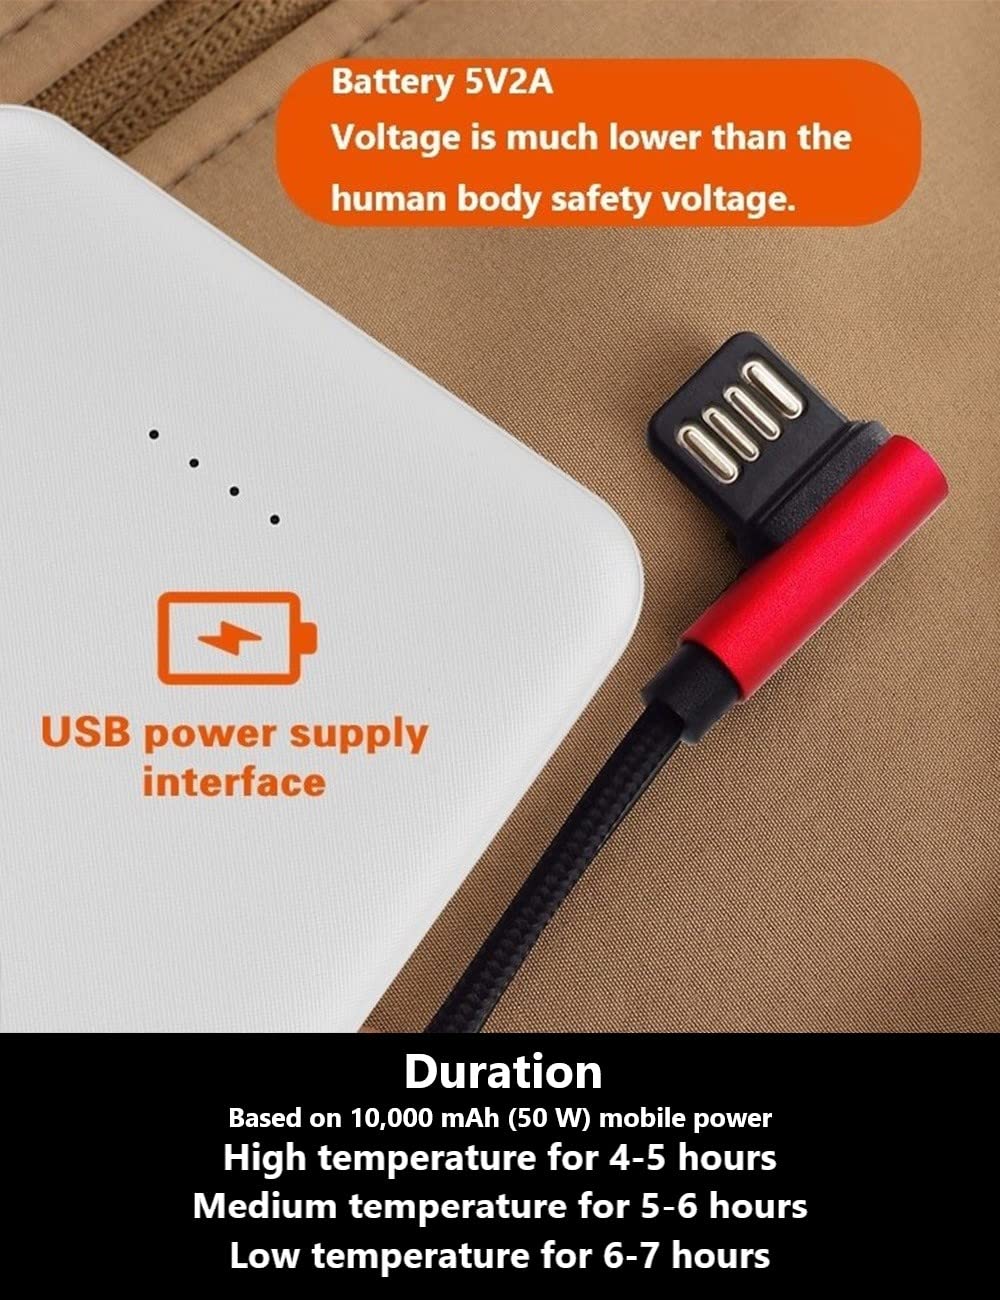 Battery 5V2A
Voltage is much lower than the
human body safety voltage.
USB power supply
interface
Duration
Based on 10,000 mAh (50 W) mobile power
High temperature for 4-5 hours
Medium temperature for 5-6 hours
Low temperature for 6-7 hours